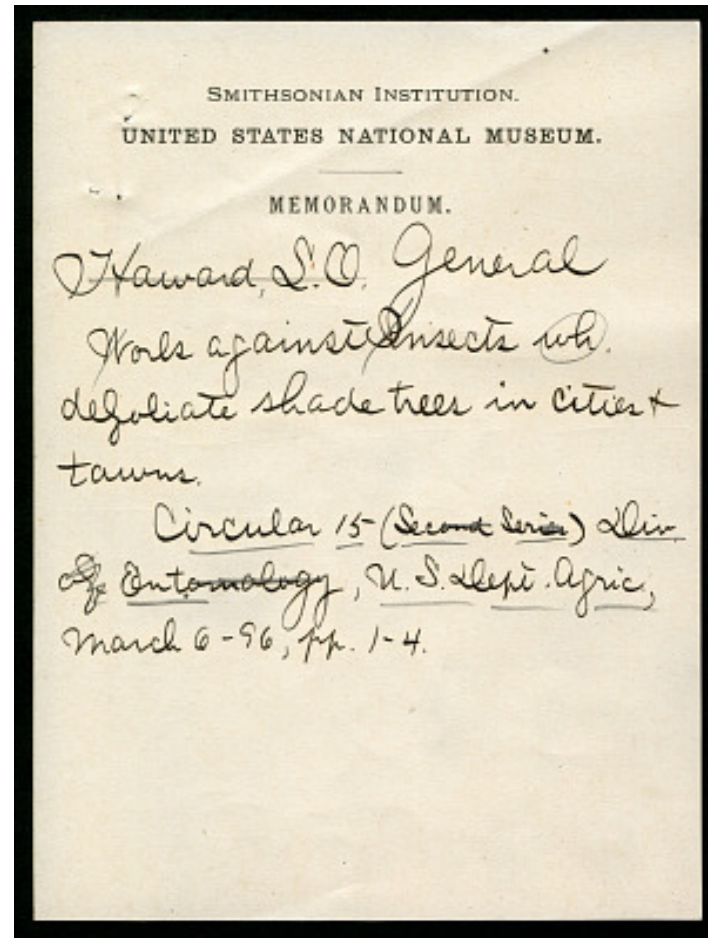 SMITHSONIAN INSTITUTION.
UNITED STATES NATIONAL MUSEUM.
MEMORANDUM.
Howard, L.O. General
Work against Insects wh.
defoliate shade trees in cities &
towns.
Circular 15 (Second Series) Div.
of Entomology, U.S. Dept. Agric,
March 6-96, pp. 1-4.